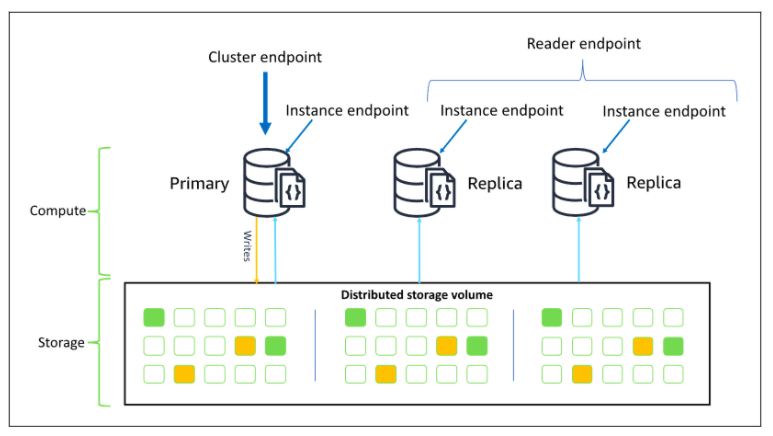 Reader endpoint
Cluster endpoint
Instance endpoint
Instance endpoint
Instance endpoint
Primary
Replica
Replica
Compute
Writes
Distributed storage volume
Storage